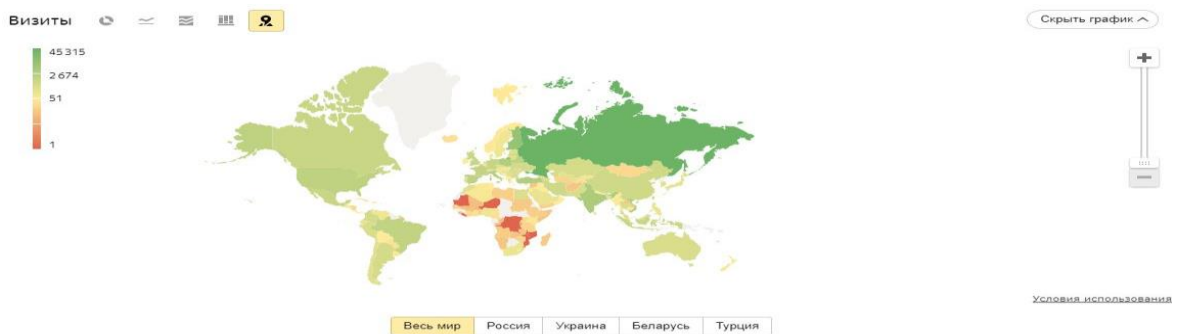 Визиты
Скрыть график
45 315
2 674
51
1
Условия использования
Весь мир Россия Украина Беларусь Турция